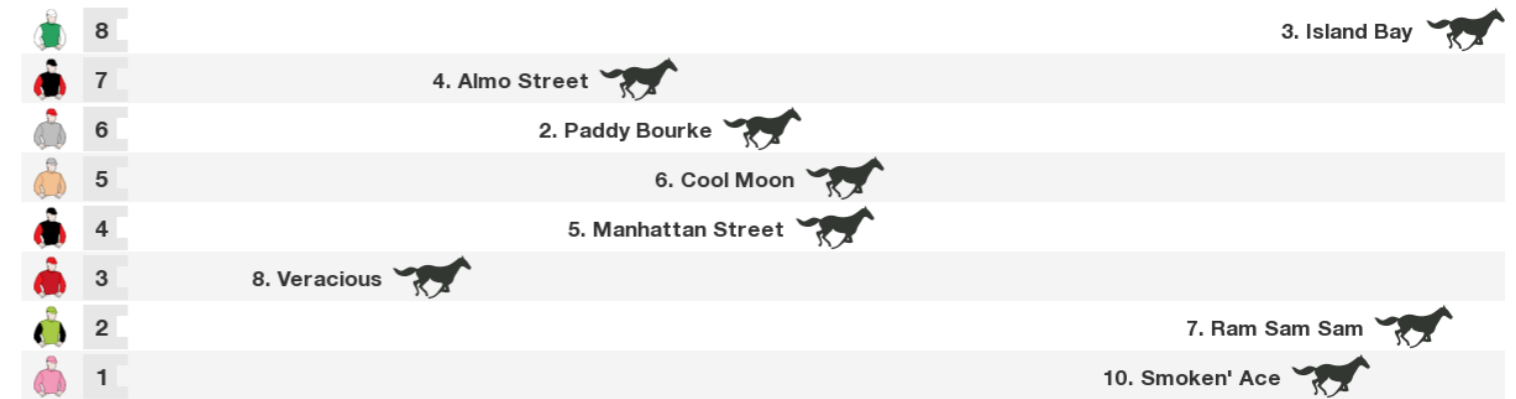 8 3. Island Bay
7 4. Almo Street
6 2. Paddy Bourke
5 6. Cool Moon
4 5. Manhattan Street
3 8. Veracious
2 7. Ram Sam Sam
1 10. Smoken' Ace